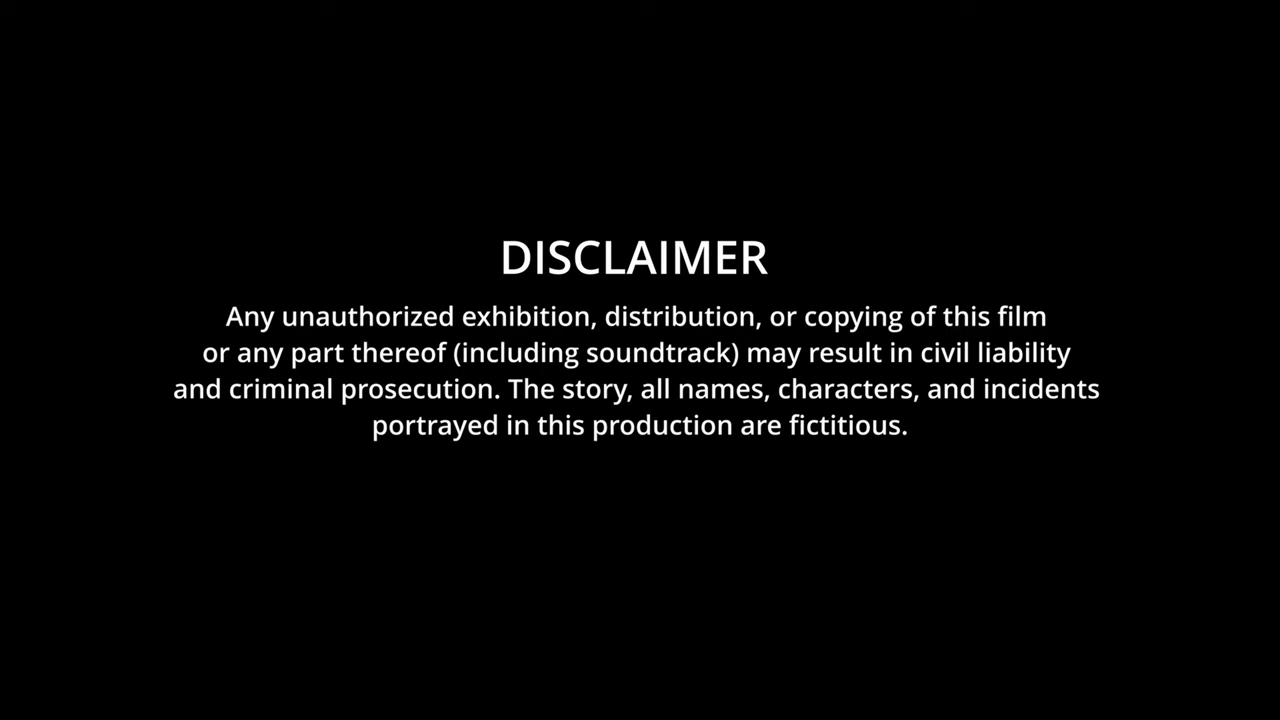 DISCLAIMER
Any unauthorized exhibition, distribution, or copying of this film
or any part thereof (including soundtrack) may result in civil liability
and criminal prosecution. The story, all names, characters, and incidents
portrayed in this production are fictitious.